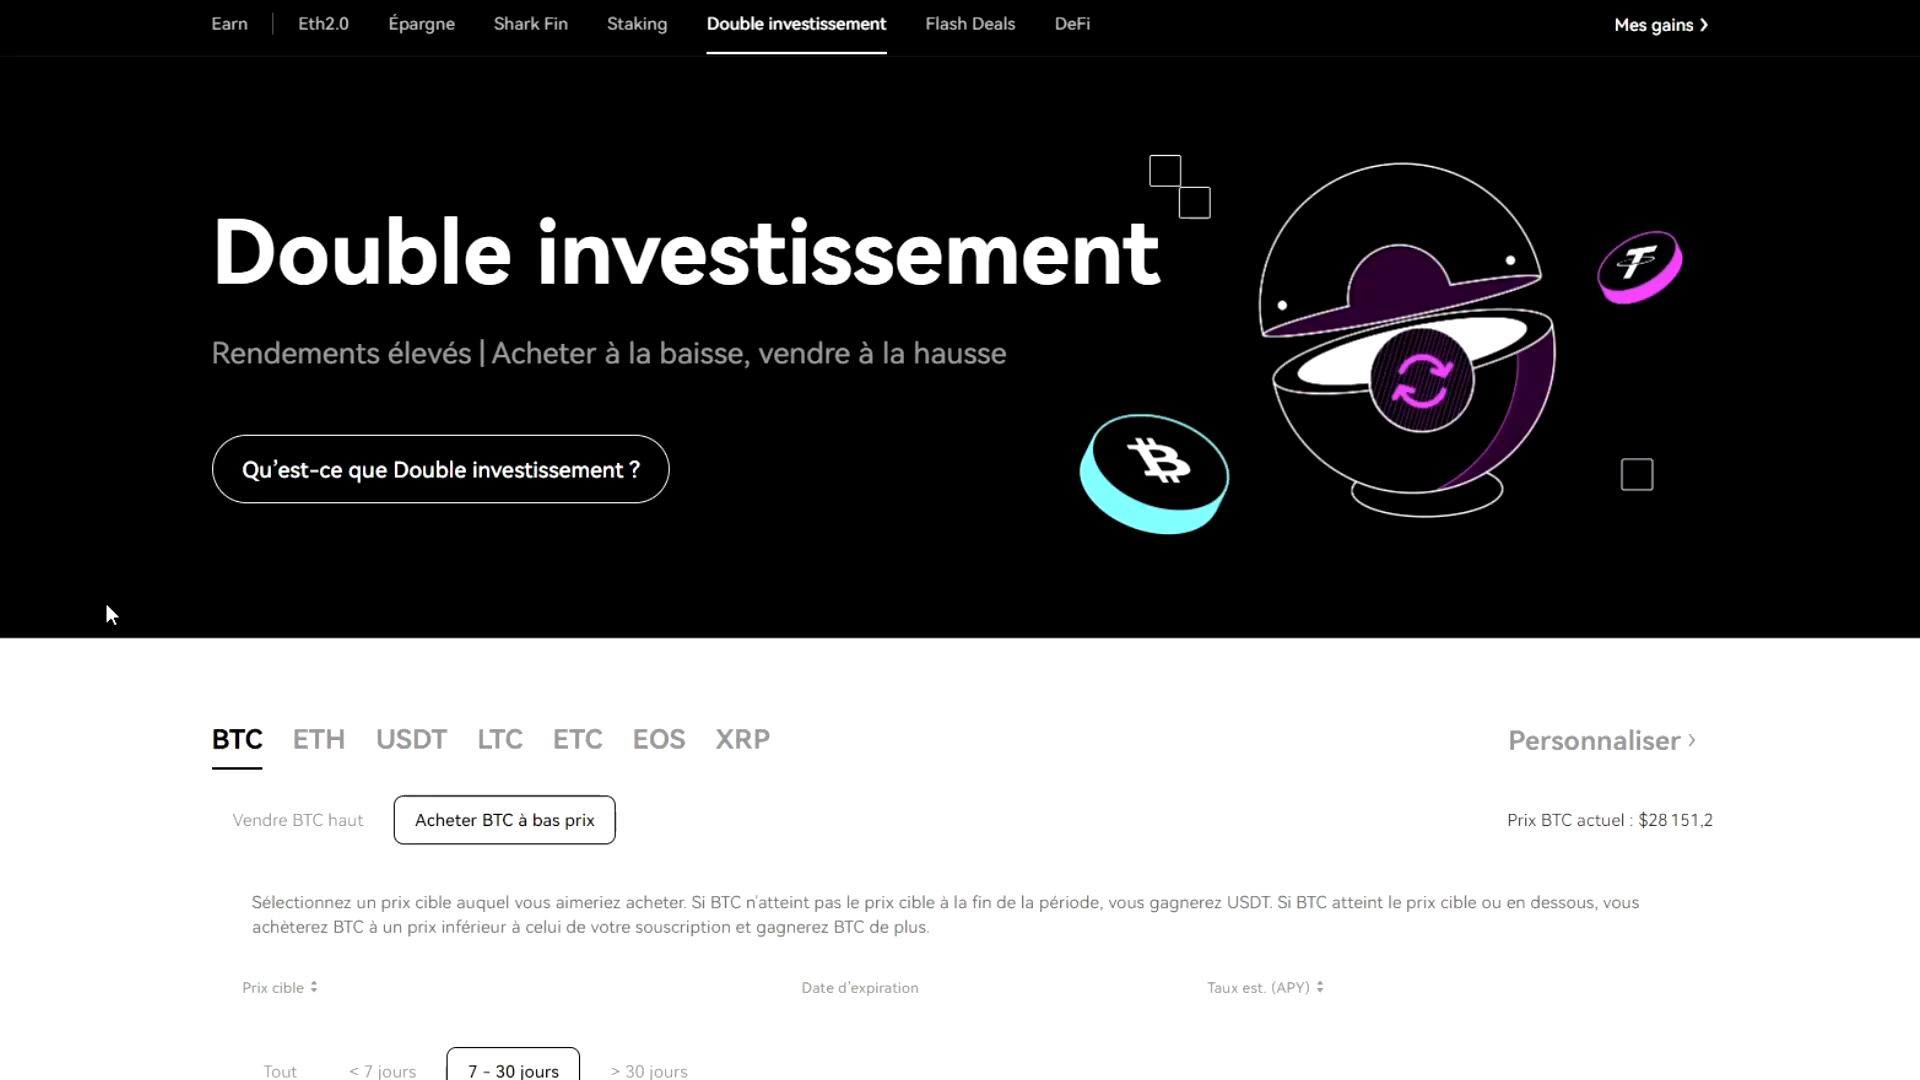 Earn Eth2.0 Épargne Shark Fin Staking Double investissement Flash Deals DeFi Mes gains
Double investissement
Rendements élevés | Acheter à la baisse, vendre à la hausse
Qu'est-ce que Double investissement ?
BTC ETH USDT LTC ETC EOS XRP Personnaliser
Vendre BTC haut Acheter BTC à bas prix Prix BTC actuel : $28 151,2
Sélectionnez un prix cible auquel vous aimeriez acheter. Si BTC n'atteint pas le prix cible à la fin de la période, vous gagnerez USDT. Si BTC atteint le prix cible ou en dessous, vous
achèterez BTC à un prix inférieur à celui de votre souscription et gagnerez BTC de plus.
Prix cible Date d'expiration Taux est. (APY)
Tout < 7 jours 7 - 30 jours > 30 jours